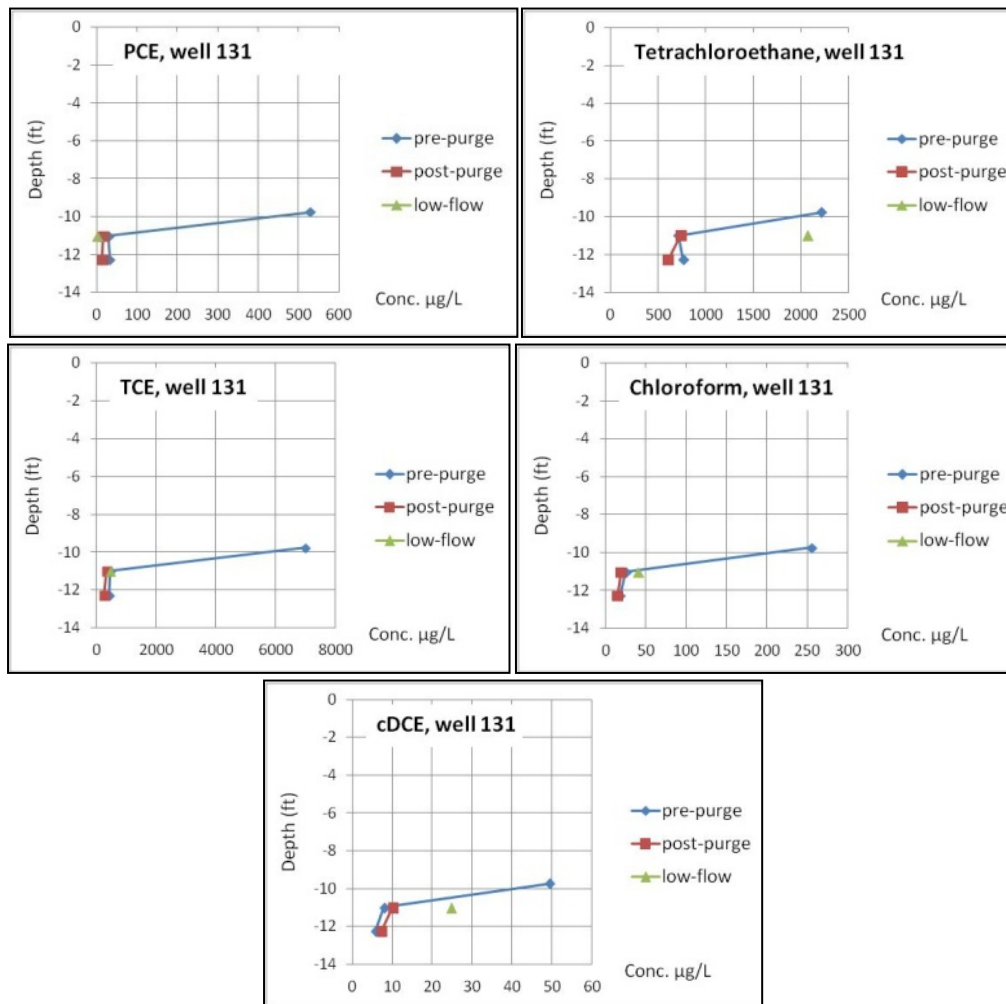 PCE, well 131
0
-2
-4
-6
-8
-10
-12
-14
Depth (ft)
0 100 200 300 400 500 600
Conc. µg/L
pre-purge
post-purge
low-flow
Tetrachloroethane, well 131
0
-2
-4
-6
-8
-10
-12
-14
Depth (ft)
0 500 1000 1500 2000 2500
Conc. µg/L
pre-purge
post-purge
low-flow
TCE, well 131
0
-2
-4
-6
-8
-10
-12
-14
Depth (ft)
0 2000 4000 6000 8000
Conc. µg/L
pre-purge
post-purge
low-flow
Chloroform, well 131
0
-2
-4
-6
-8
-10
-12
-14
Depth (ft)
0 50 100 150 200 250 300
Conc. µg/L
pre-purge
post-purge
low-flow
cDCE, well 131
0
-2
-4
-6
-8
-10
-12
-14
Depth (ft)
0 10 20 30 40 50 60
Conc. µg/L
pre-purge
post-purge
low-flow